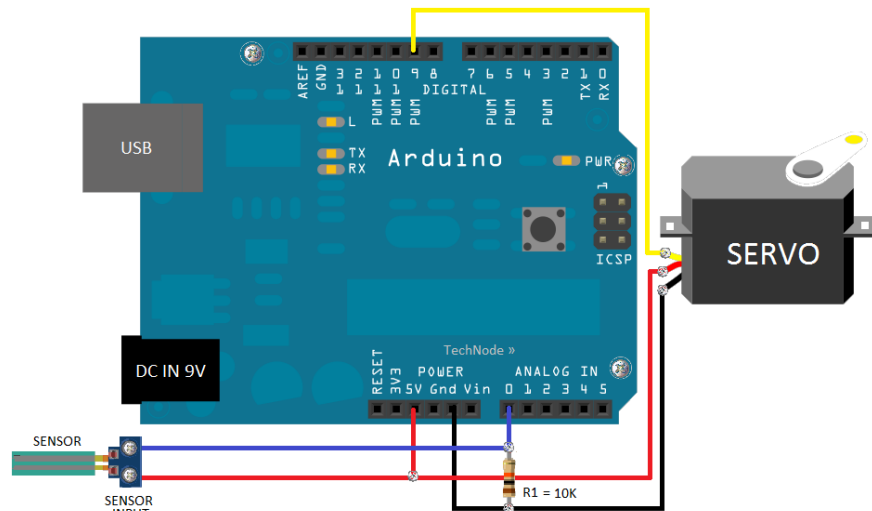 AREF
GND
13
12
11
10
9
8
7
6
5
4
3
2
TX 1
RX 0
DIGITAL
PWM
PWM
PWM
PWM
PWM
PWM
USB
L
TX
RX
Arduino
PWR
1
ICSP
SERVO
TechNode »
DC IN 9V
RESET
3V3
POWER
5V Gnd Vin
ANALOG IN
0 1 2 3 4 5
SENSOR
R1 = 10K
SENSOR
INPUT